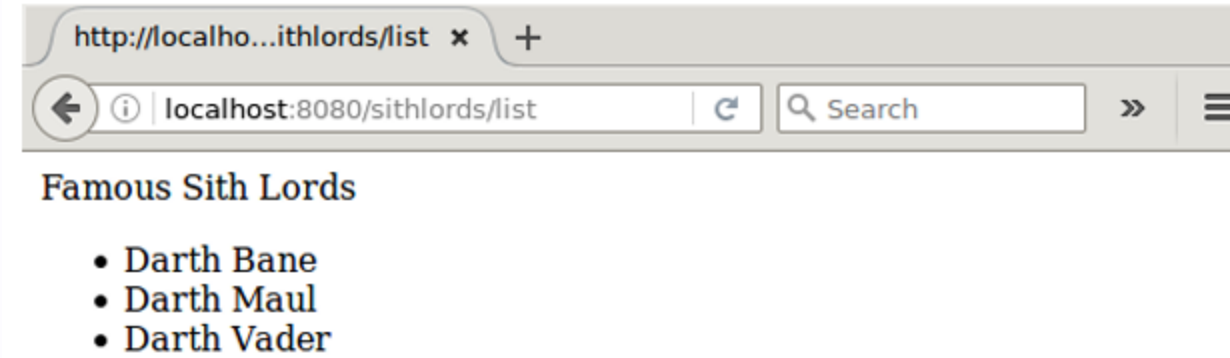 http://localho...ithlords/list
localhost:8080/sithlords/list
Search
Famous Sith Lords
• Darth Bane
• Darth Maul
• Darth Vader